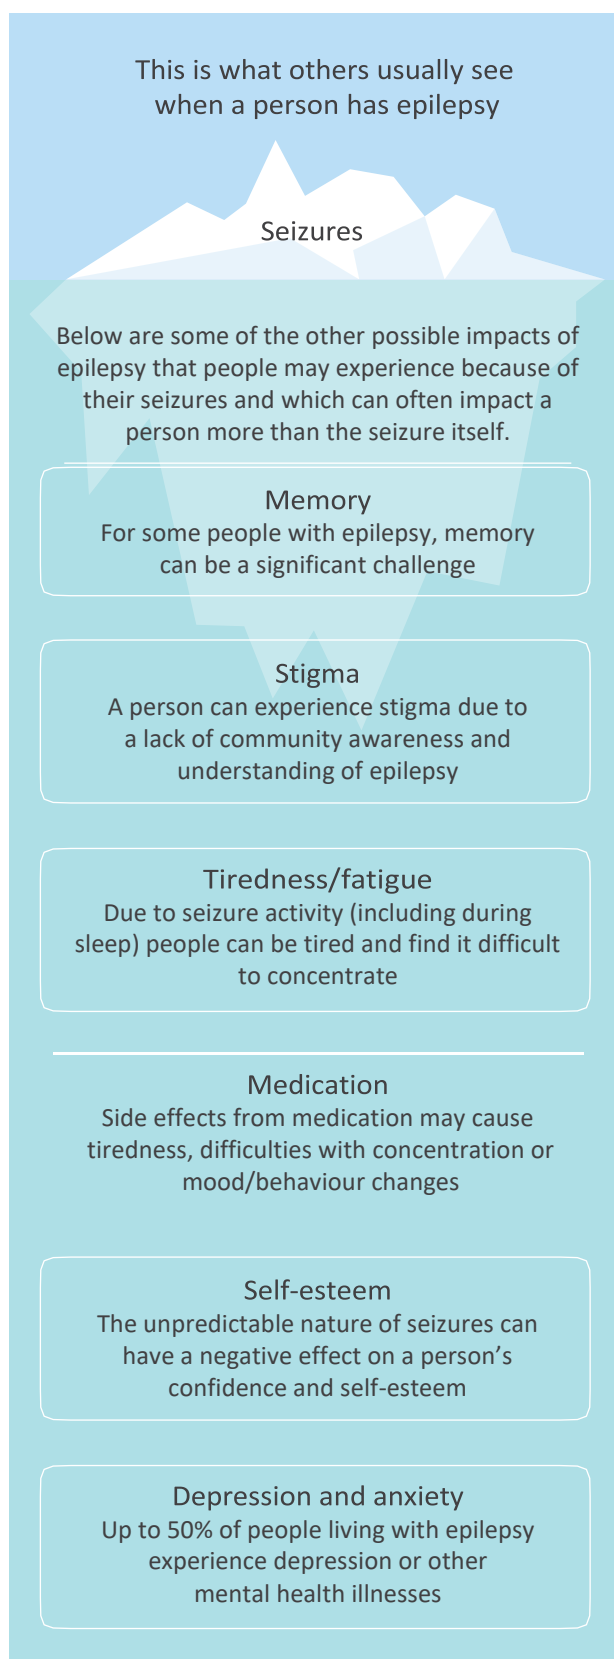 This is what others usually see
when a person has epilepsy
Seizures
Below are some of the other possible impacts of
epilepsy that people may experience because of
their seizures and which can often impact a
person more than the seizure itself.
Memory
For some people with epilepsy, memory
can be a significant challenge
Stigma
A person can experience stigma due to
a lack of community awareness and
understanding of epilepsy
Tiredness/fatigue
Due to seizure activity (including during
sleep) people can be tired and find it difficult
to concentrate
Medication
Side effects from medication may cause
tiredness, difficulties with concentration or
mood/behaviour changes
Self-esteem
The unpredictable nature of seizures can
have a negative effect on a person’s
confidence and self-esteem
Depression and anxiety
Up to 50% of people living with epilepsy
experience depression or other
mental health illnesses